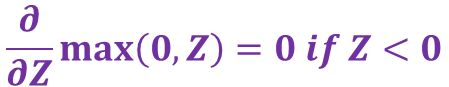 ∂/∂Z max(0, Z) = 0 if Z < 0